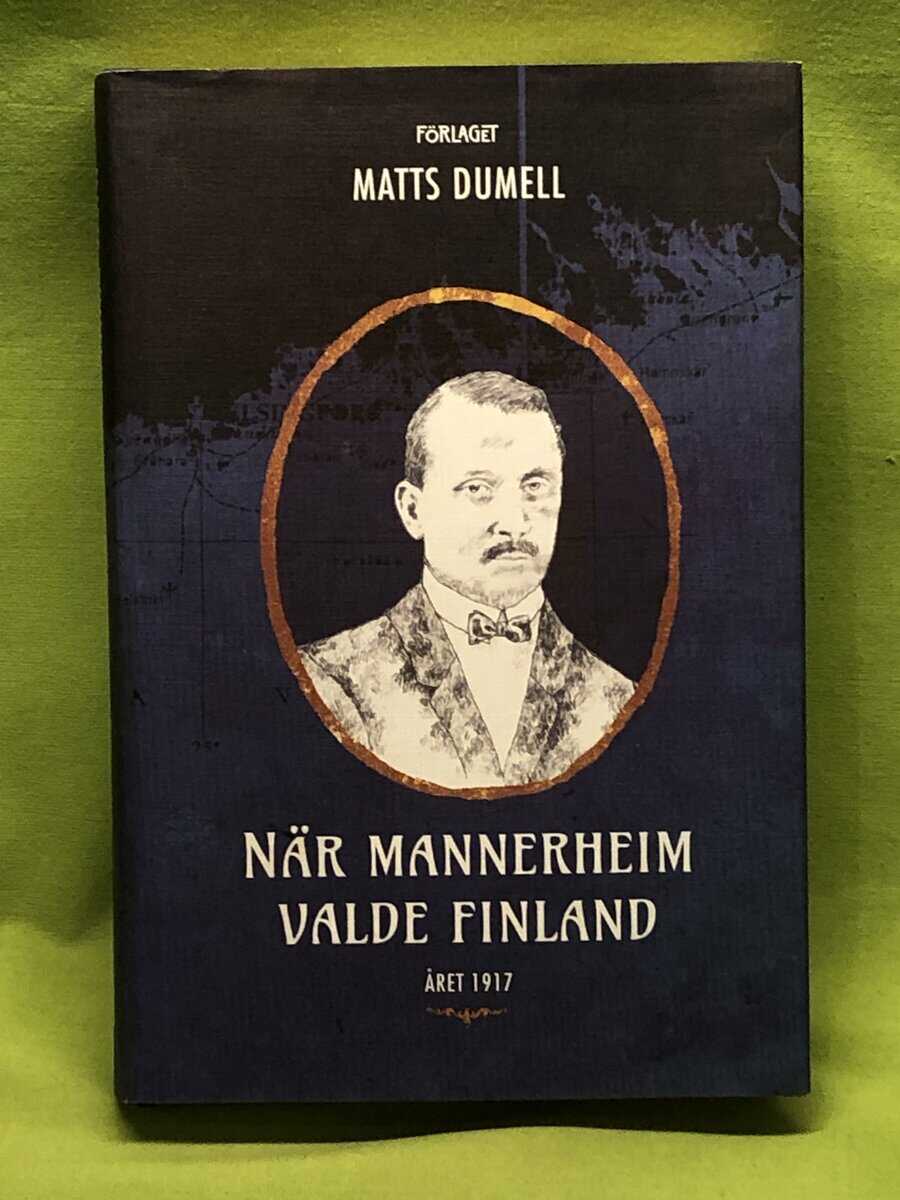 FÖRLAGET
MATTS DUMELL
NÄR MANNERHEIM
VALDE FINLAND
ÅRET 1917